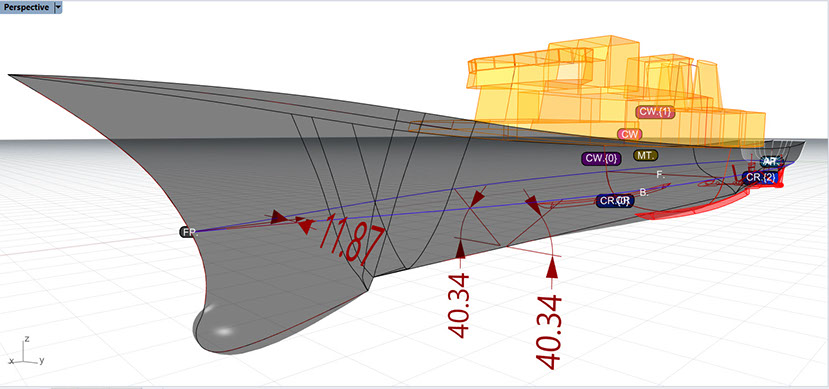 Perspective
CW.{1}
CW
CW.{0}
MT.
F.
AP.
CR.{2}
B.
FP.
11.87
40.34
40.34
z
x
y